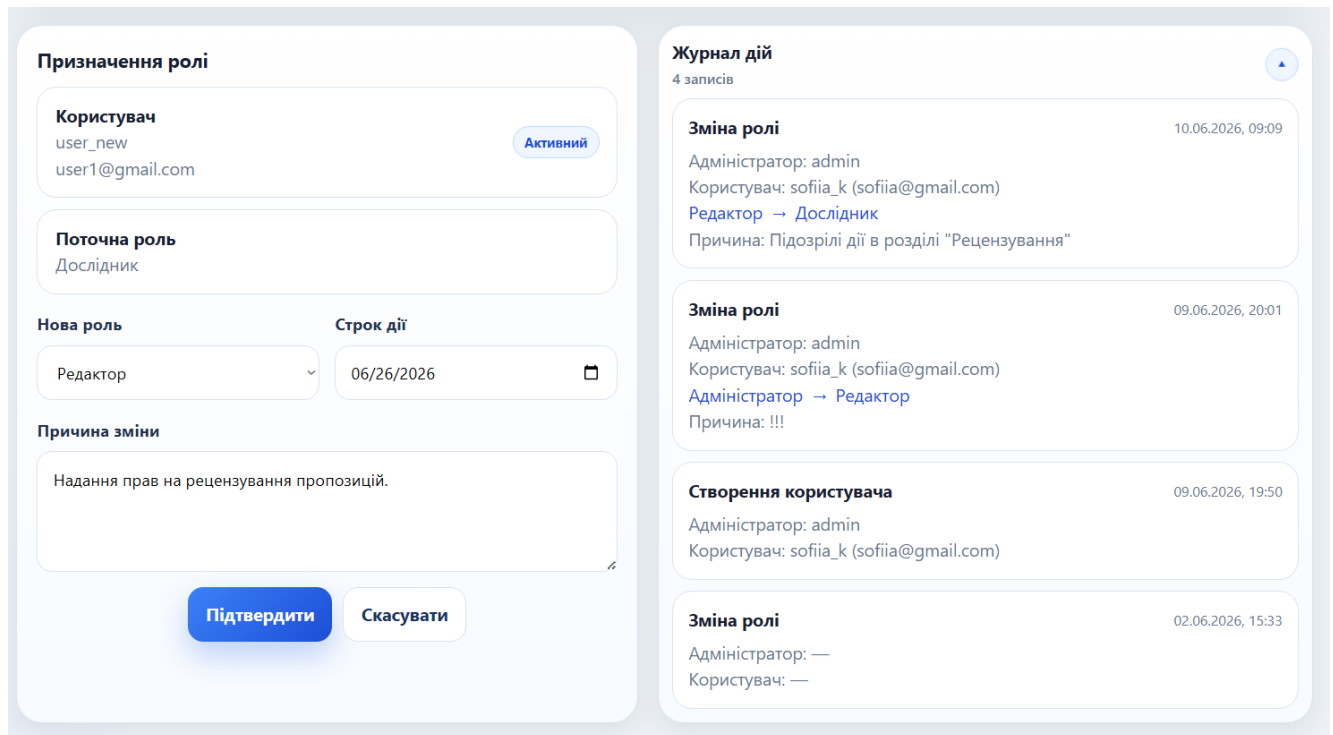 Призначення ролі
Користувач
user_new
user1@gmail.com
Активний
Поточна роль
Дослідник
Нова роль
Строк дії
Редактор
06/26/2026
Причина зміни
Надання прав на рецензування пропозицій.
Підтвердити
Скасувати
Журнал дій
4 записів
Зміна ролі
10.06.2026, 09:09
Адміністратор: admin
Користувач: sofiia_k (sofiia@gmail.com)
Редактор → Дослідник
Причина: Підозрілі дії в розділі "Рецензування"
Зміна ролі
09.06.2026, 20:01
Адміністратор: admin
Користувач: sofiia_k (sofiia@gmail.com)
Адміністратор → Редактор
Причина: !!!
Створення користувача
09.06.2026, 19:50
Адміністратор: admin
Користувач: sofiia_k (sofiia@gmail.com)
Зміна ролі
02.06.2026, 15:33
Адміністратор: —
Користувач: —